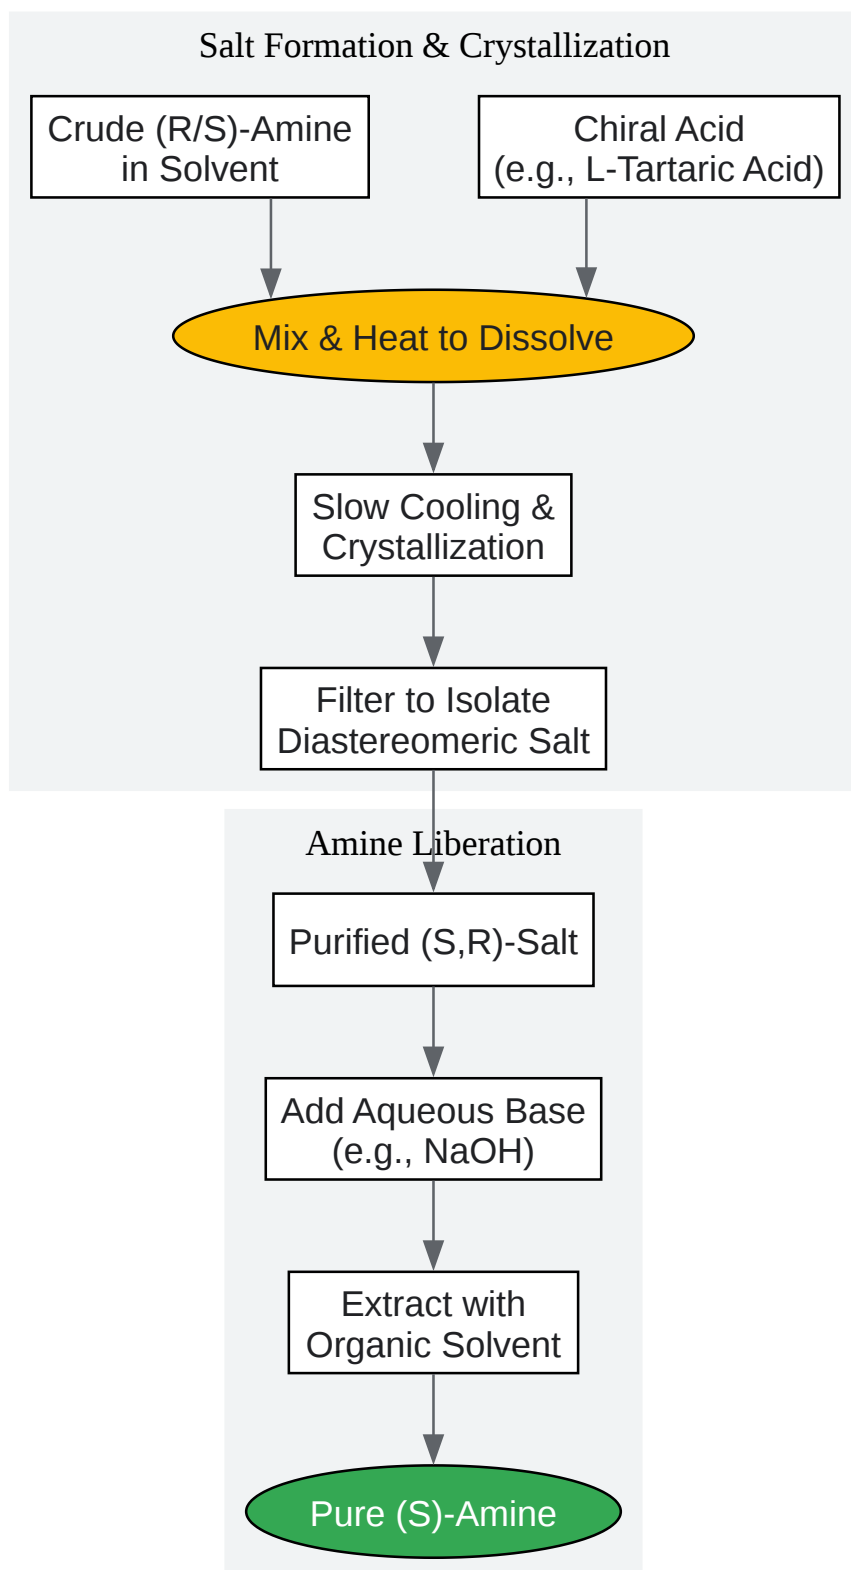 Salt Formation & Crystallization
Crude (R/S)-Amine
in Solvent
Chiral Acid
(e.g., L-Tartaric Acid)
Mix & Heat to Dissolve
Slow Cooling &
Crystallization
Filter to Isolate
Diastereomeric Salt
Amine Liberation
Purified (S,R)-Salt
Add Aqueous Base
(e.g., NaOH)
Extract with
Organic Solvent
Pure (S)-Amine